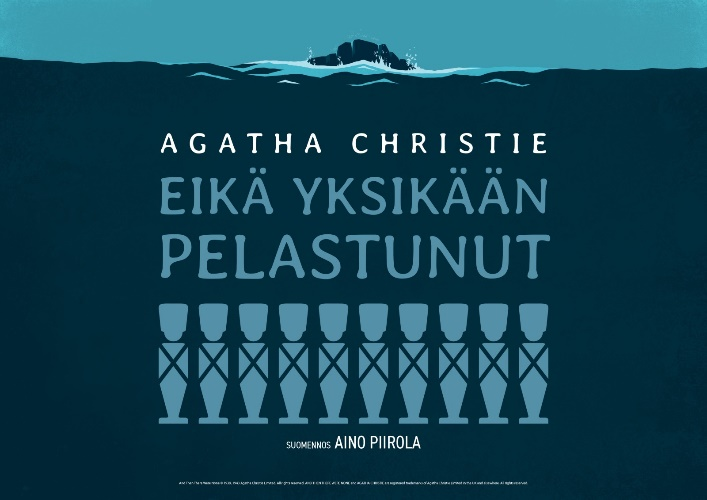 AGATHA CHRISTIE
EIKÄ YKSIKÄÄN
PELASTUNUT
SUOMENNOS AINO PIIROLA